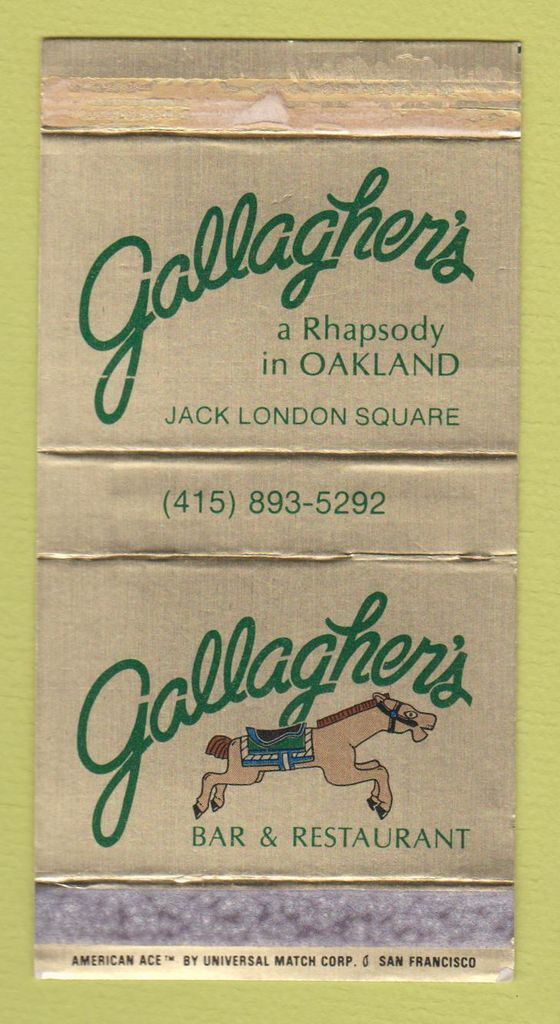 Gallagher's
a Rhapsody
in OAKLAND
JACK LONDON SQUARE
(415) 893-5292
Gallagher's
BAR & RESTAURANT
AMERICAN ACE™ BY UNIVERSAL MATCH CORP. SAN FRANCISCO